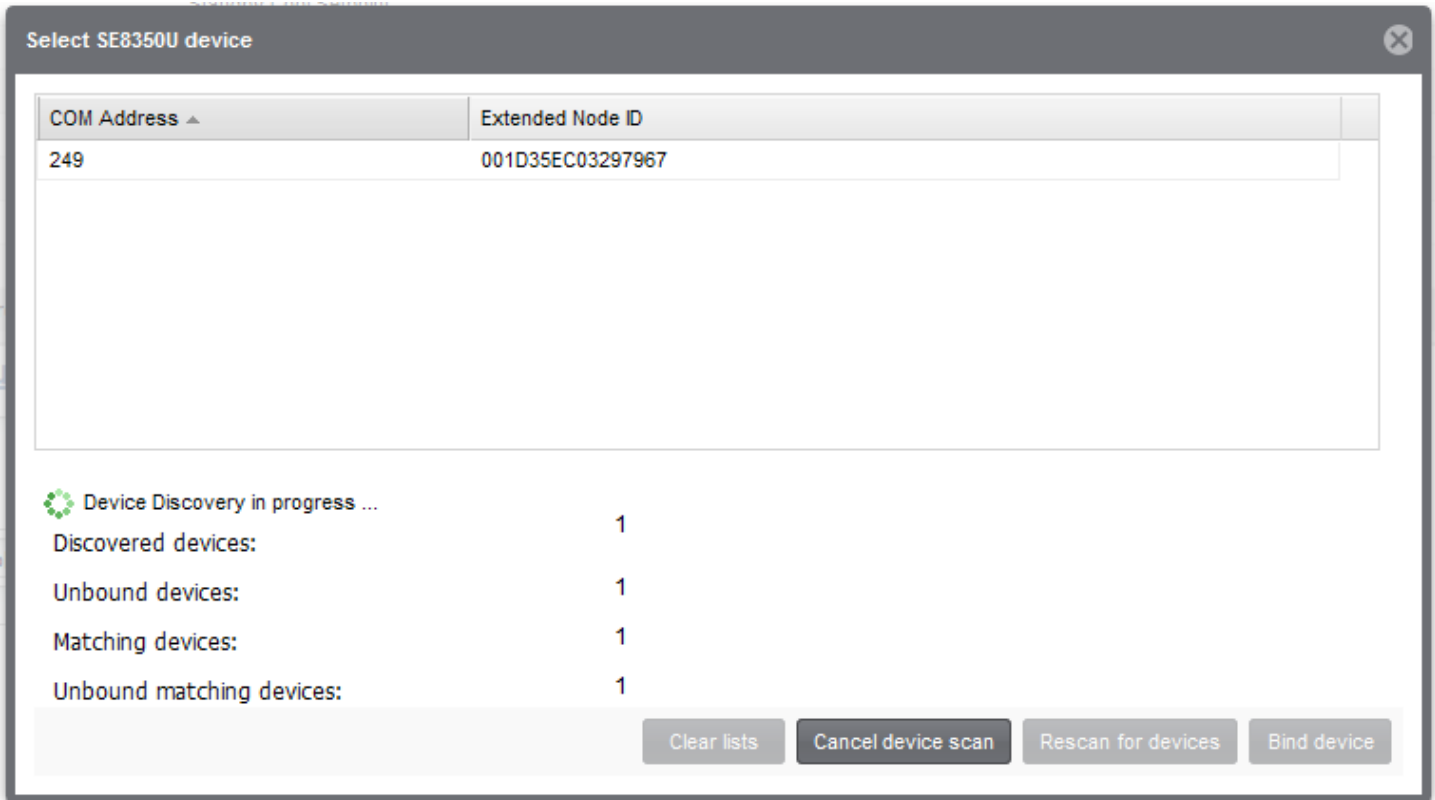 Select SE8350U device
COM Address Extended Node ID
249 001D35EC03297967
Device Discovery in progress ...
Discovered devices: 1
Unbound devices: 1
Matching devices: 1
Unbound matching devices: 1
Clear lists Cancel device scan Rescan for devices Bind device